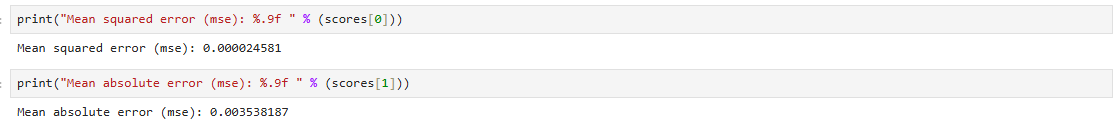 print("Mean squared error (mse): %.9f " % (scores[0]))
Mean squared error (mse): 0.000024581
print("Mean absolute error (mse): %.9f " % (scores[1]))
Mean absolute error (mse): 0.003538187